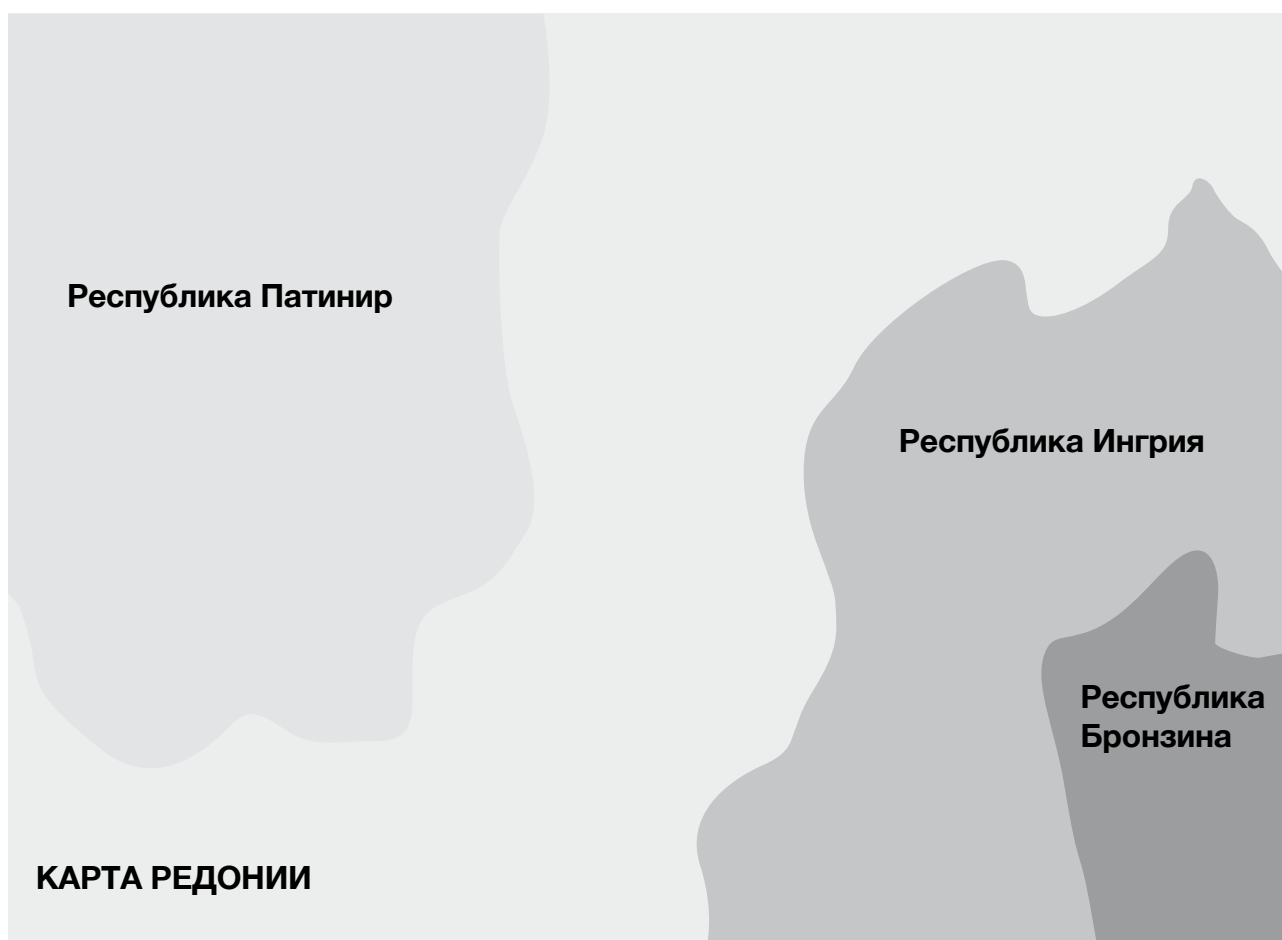 Республика Патинир
Республика Ингрия
Республика
Бронзина
КАРТА РЕДОНИИ